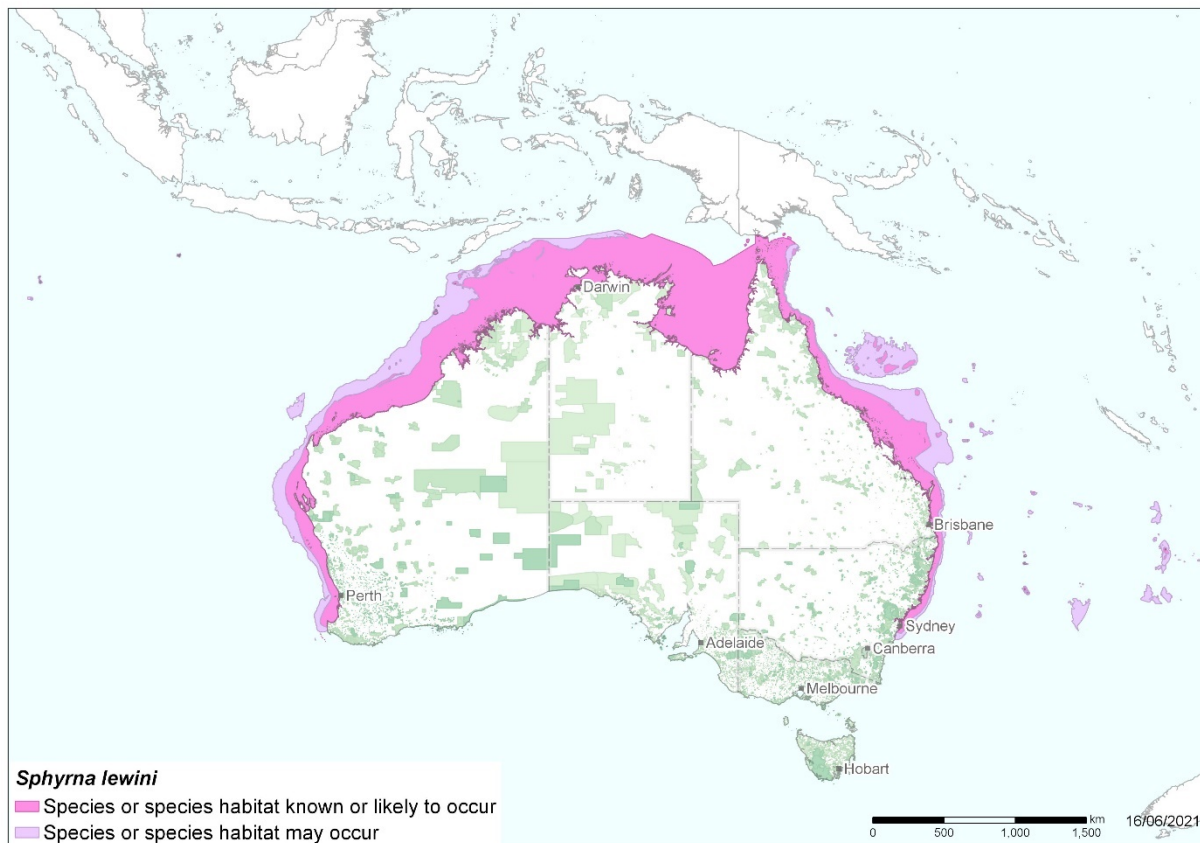 Darwin
Brisbane
Perth
Sydney
Adelaide
Canberra
Melbourne
Hobart
Sphyrna lewini
Species or species habitat known or likely to occur
Species or species habitat may occur
km
0 500 1,000 1,500
16/06/2021